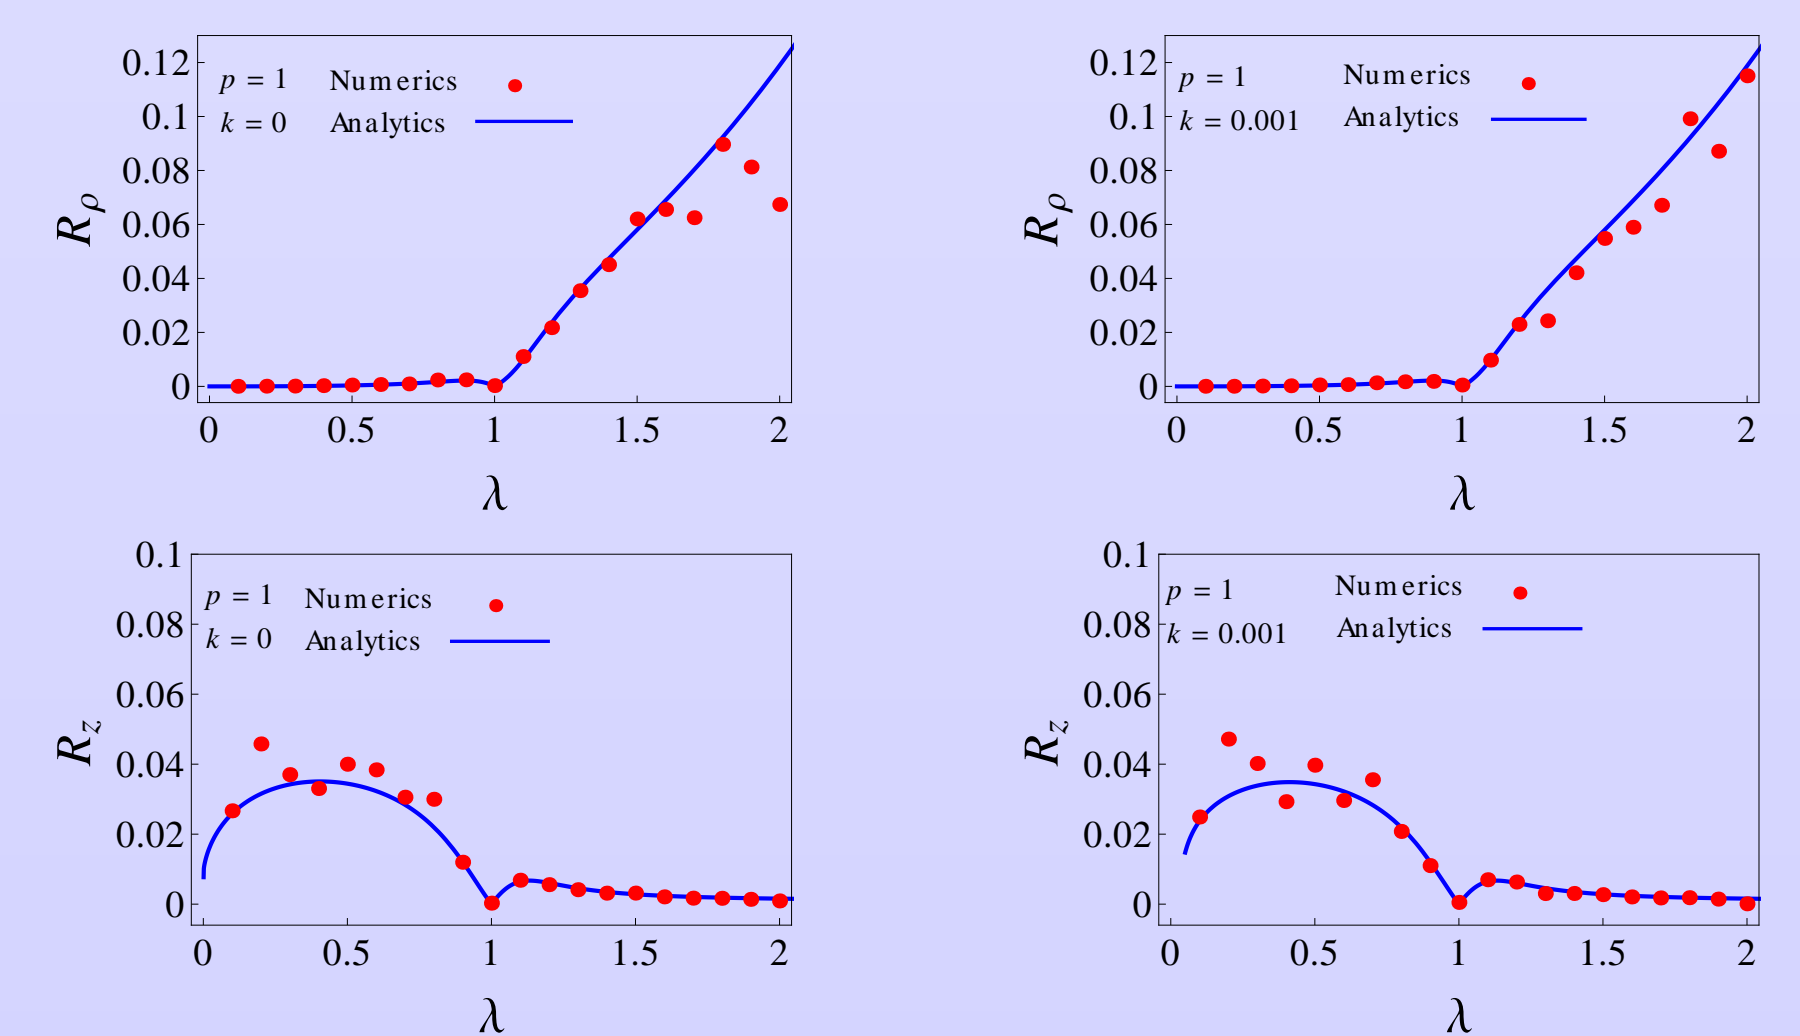 0.12
0.1
0.08
0.06
0.04
0.02
0
R_ρ
p = 1 Numerics
k = 0 Analytics
0 0.5 1 1.5 2
λ
0.12
0.1
0.08
0.06
0.04
0.02
0
R_ρ
p = 1 Numerics
k = 0.001 Analytics
0 0.5 1 1.5 2
λ
0.1
0.08
0.06
0.04
0.02
0
R_z
p = 1 Numerics
k = 0 Analytics
0 0.5 1 1.5 2
λ
0.1
0.08
0.06
0.04
0.02
0
R_z
p = 1 Numerics
k = 0.001 Analytics
0 0.5 1 1.5 2
λ